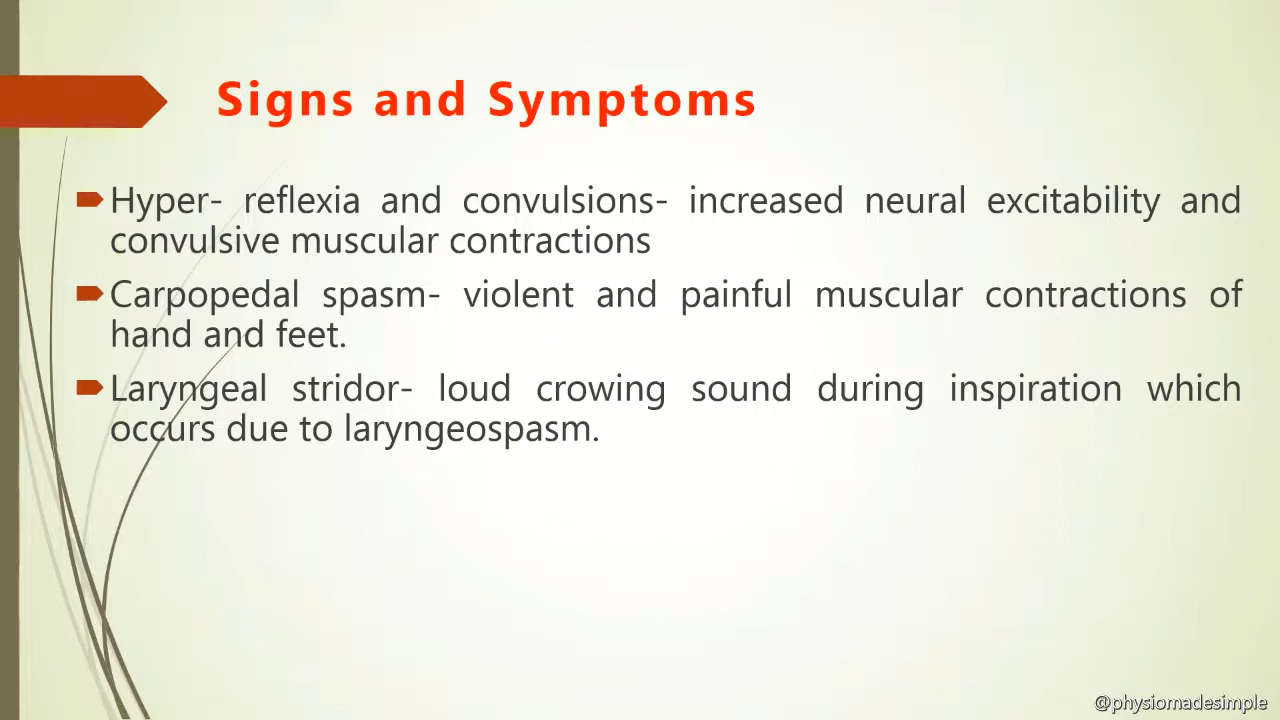 Signs and Symptoms
Hyper- reflexia and convulsions- increased neural excitability and
convulsive muscular contractions
Carpopedal spasm- violent and painful muscular contractions of
hand and feet.
Laryngeal stridor- loud crowing sound during inspiration which
occurs due to laryngeospasm.
@physiomadesimple